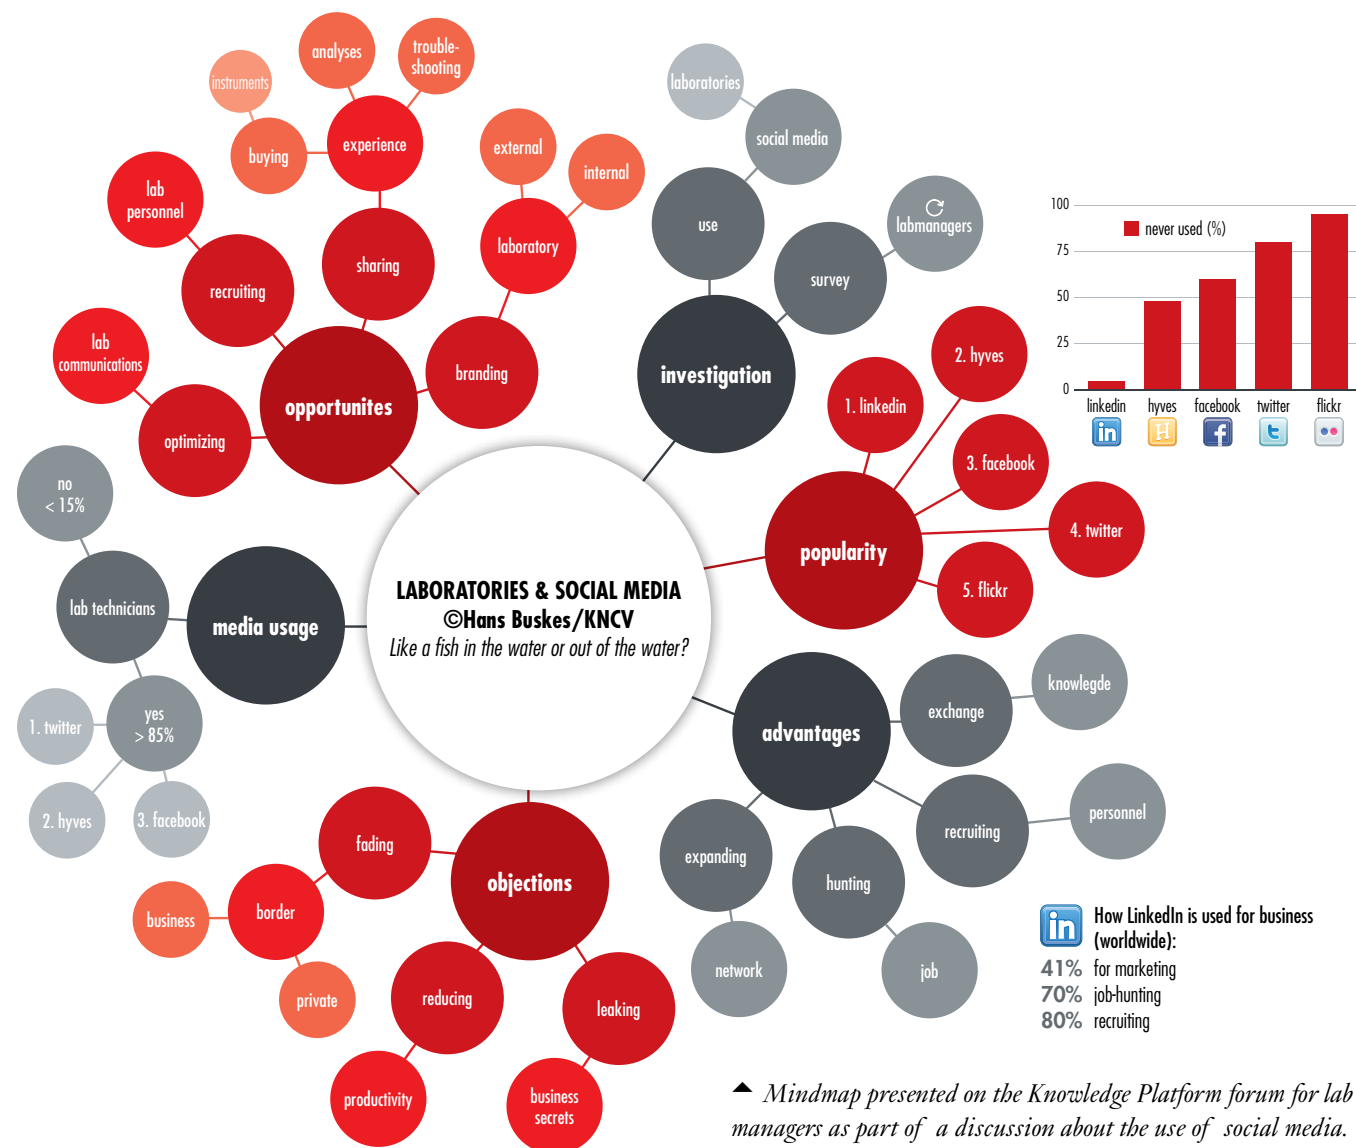 LABORATORIES & SOCIAL MEDIA
©Hans Buskes/KNCV
Like a fish in the water or out of the water?
opportunites
sharing
experience
analyses
trouble-
shooting
buying
instruments
recruiting
lab
personnel
optimizing
lab
communications
branding
laboratory
external
internal
investigation
use
social media
laboratories
survey
labmanagers
popularity
1. linkedin
2. hyves
3. facebook
4. twitter
5. flickr
100
75
50
25
0
never used (%)
linkedin
hyves
facebook
twitter
flickr
in
H
f
t
media usage
lab technicians
no
< 15%
yes
> 85%
1. twitter
2. hyves
3. facebook
advantages
exchange
knowlegde
recruiting
personnel
hunting
job
expanding
network
objections
fading
border
business
private
reducing
productivity
leaking
business
secrets
in
How LinkedIn is used for business
(worldwide):
41% for marketing
70% job-hunting
80% recruiting
Mindmap presented on the Knowledge Platform forum for lab
managers as part of a discussion about the use of social media.